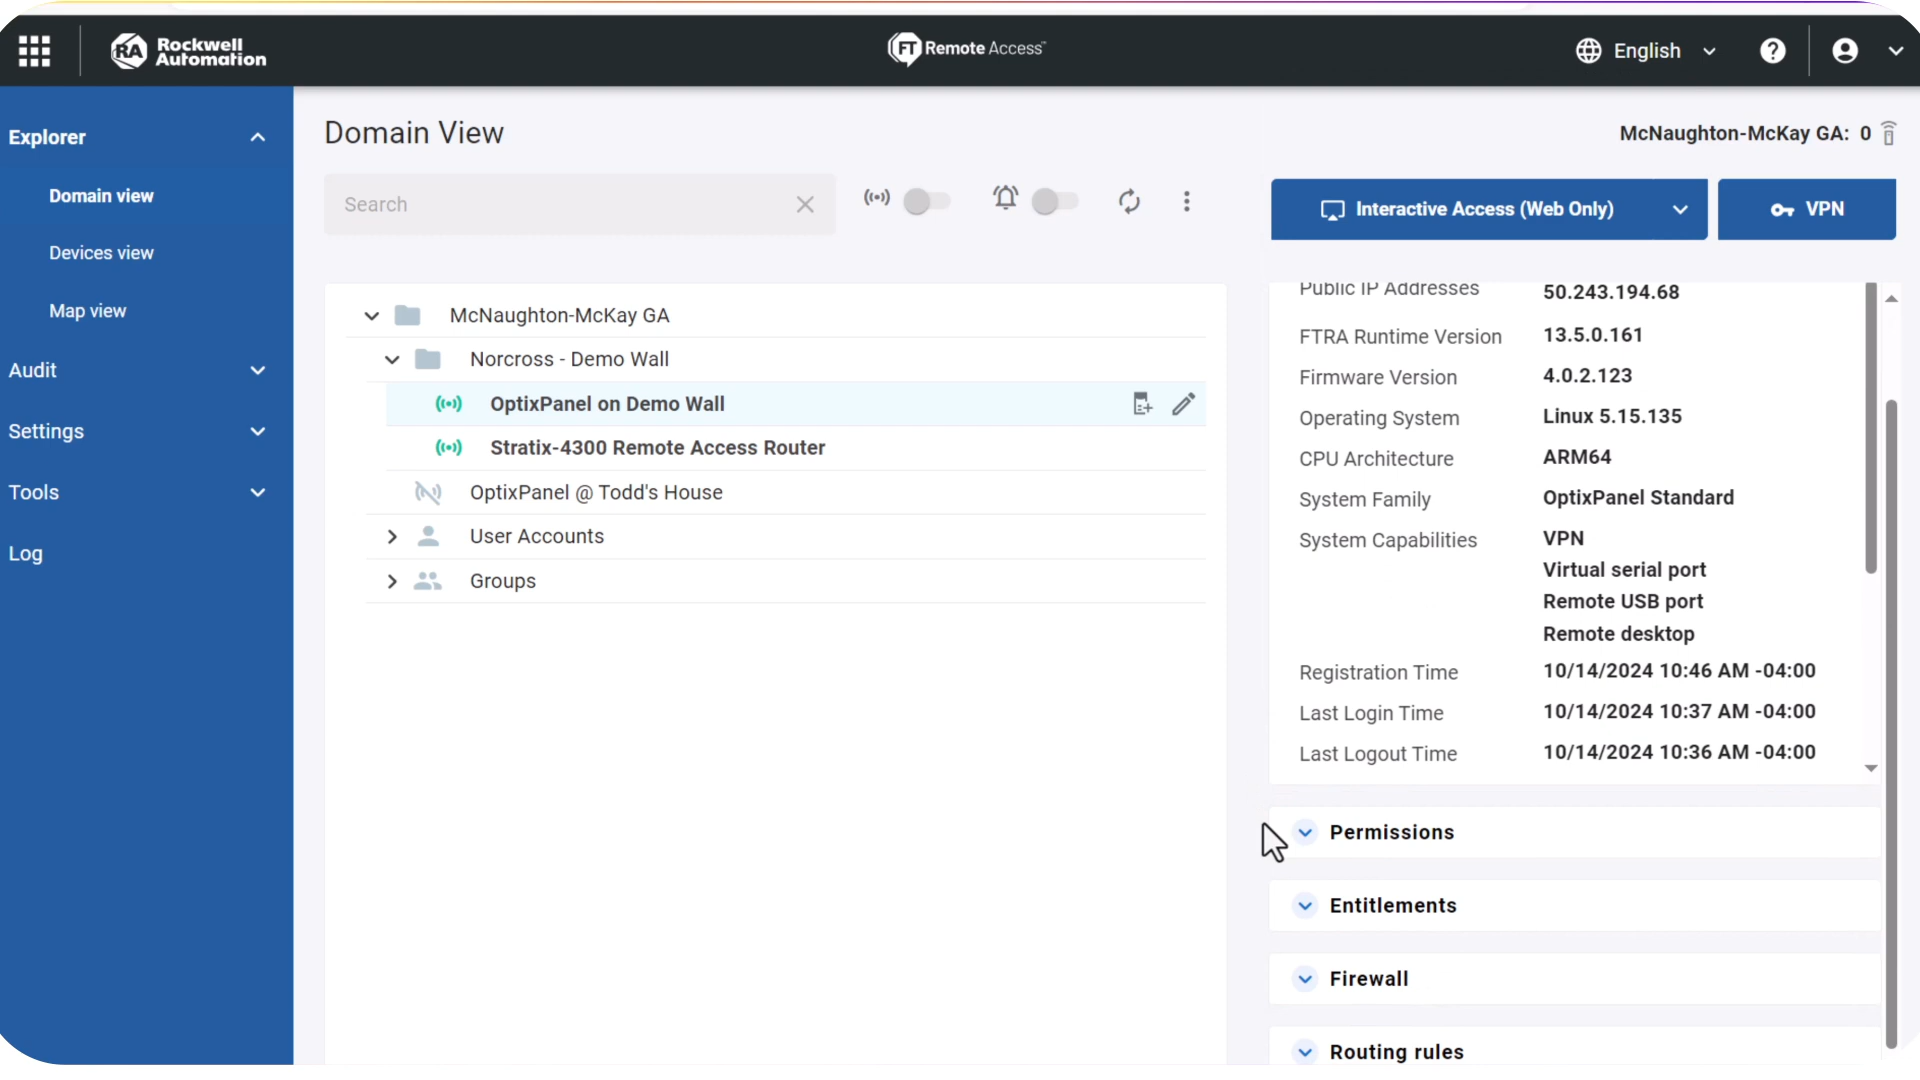 Rockwell
Automation
RA
FT Remote Access™
English
Explorer
Domain view
Devices view
Map view
Audit
Settings
Tools
Log
Domain View
McNaughton-McKay GA: 0
Search
Interactive Access (Web Only)
VPN
McNaughton-McKay GA
Norcross - Demo Wall
OptixPanel on Demo Wall
Stratix-4300 Remote Access Router
OptixPanel @ Todd's House
User Accounts
Groups
Public IP Addresses 50.243.194.68
FTRA Runtime Version 13.5.0.161
Firmware Version 4.0.2.123
Operating System Linux 5.15.135
CPU Architecture ARM64
System Family OptixPanel Standard
System Capabilities VPN
Virtual serial port
Remote USB port
Remote desktop
Registration Time 10/14/2024 10:46 AM -04:00
Last Login Time 10/14/2024 10:37 AM -04:00
Last Logout Time 10/14/2024 10:36 AM -04:00
Permissions
Entitlements
Firewall
Routing rules